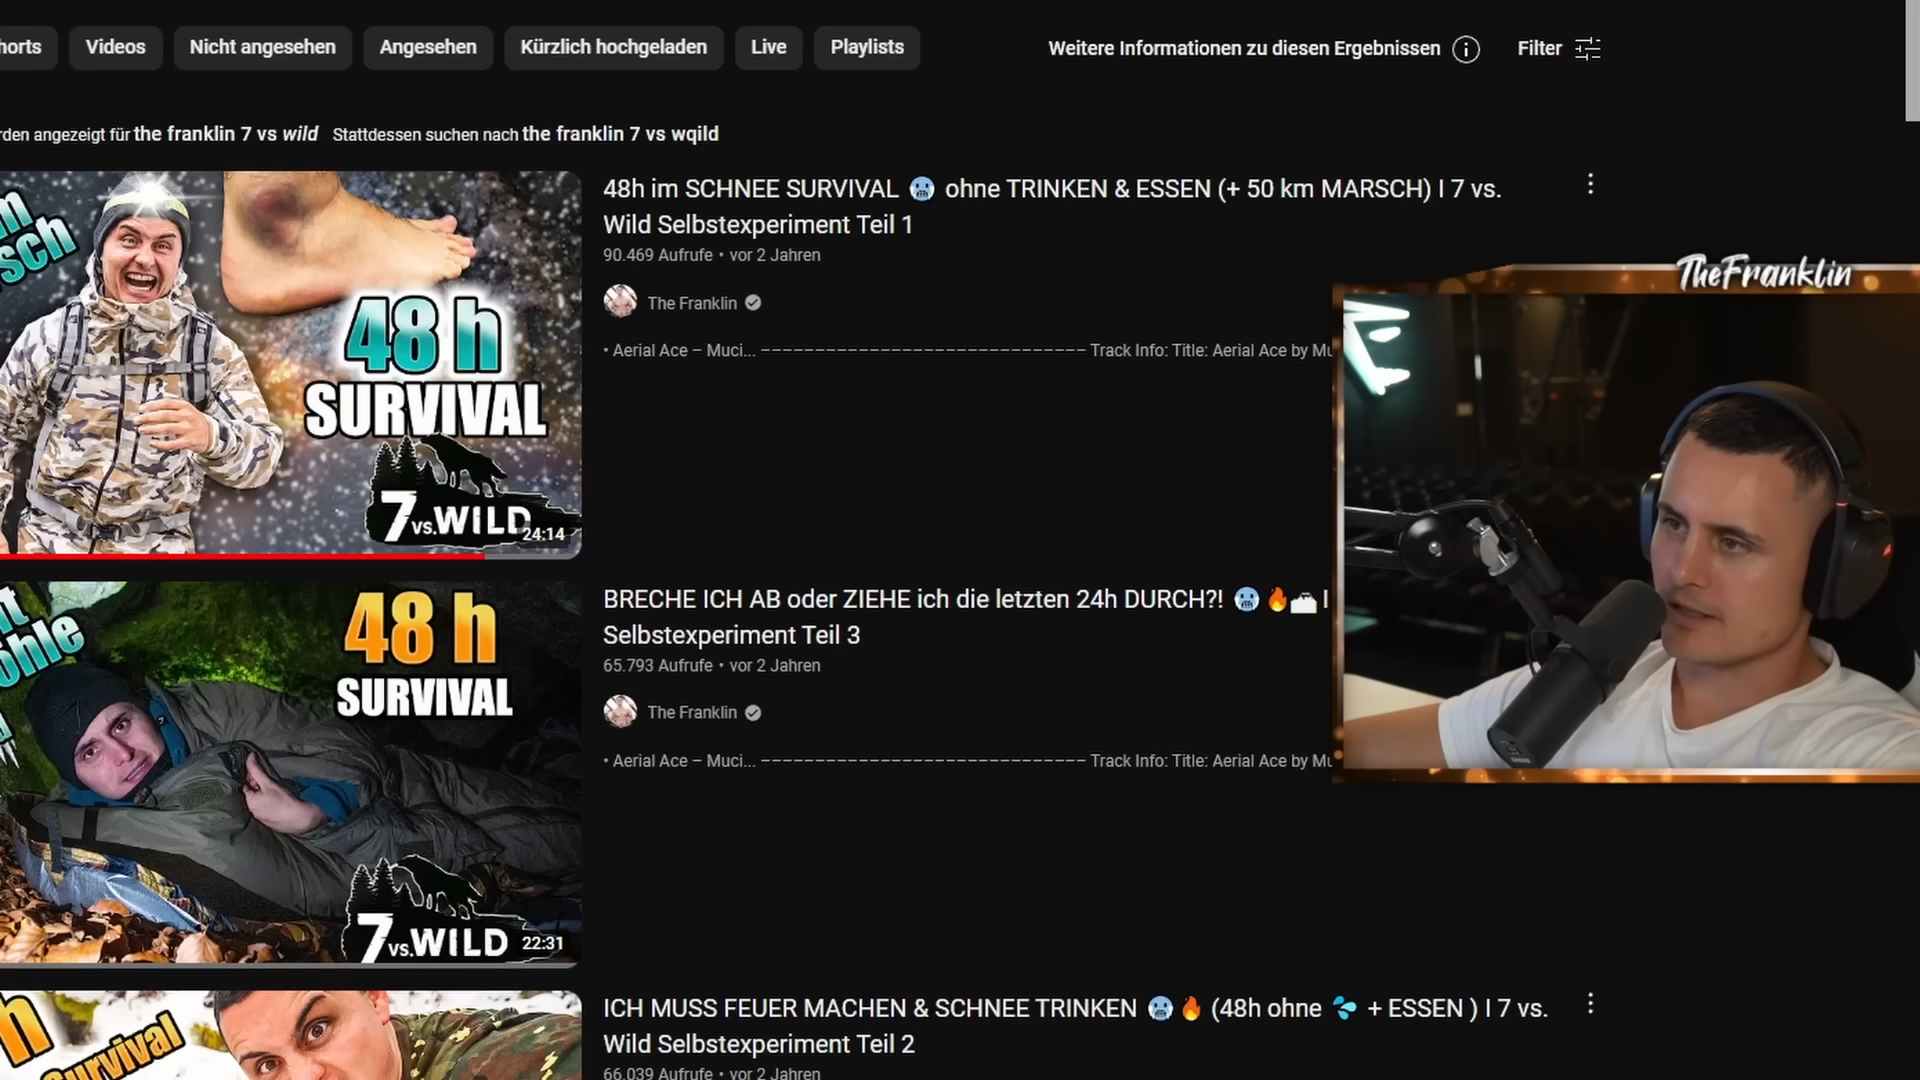 horts
Videos
Nicht angesehen
Angesehen
Kürzlich hochgeladen
Live
Playlists
Weitere Informationen zu diesen Ergebnissen
Filter
rden angezeigt für the franklin 7 vs wild Stattdessen suchen nach the franklin 7 vs wqild
48 h
SURVIVAL
7 vs. WILD
24:14
48h im SCHNEE SURVIVAL 🥶 ohne TRINKEN & ESSEN (+ 50 km MARSCH) I 7 vs.
Wild Selbstexperiment Teil 1
90.469 Aufrufe • vor 2 Jahren
The Franklin
• Aerial Ace – Muci... ---------------------------- Track Info: Title: Aerial Ace by Mu
TheFranklin
48 h
SURVIVAL
7 vs. WILD
22:31
BRECHE ICH AB oder ZIEHE ich die letzten 24h DURCH?! 🥶🔥🏔 I
Selbstexperiment Teil 3
65.793 Aufrufe • vor 2 Jahren
The Franklin
• Aerial Ace – Muci... ---------------------------- Track Info: Title: Aerial Ace by Mu
h
Survival
ICH MUSS FEUER MACHEN & SCHNEE TRINKEN 🥶🔥 (48h ohne 💦 + ESSEN ) I 7 vs.
Wild Selbstexperiment Teil 2
66.039 Aufrufe • vor 2 Jahren